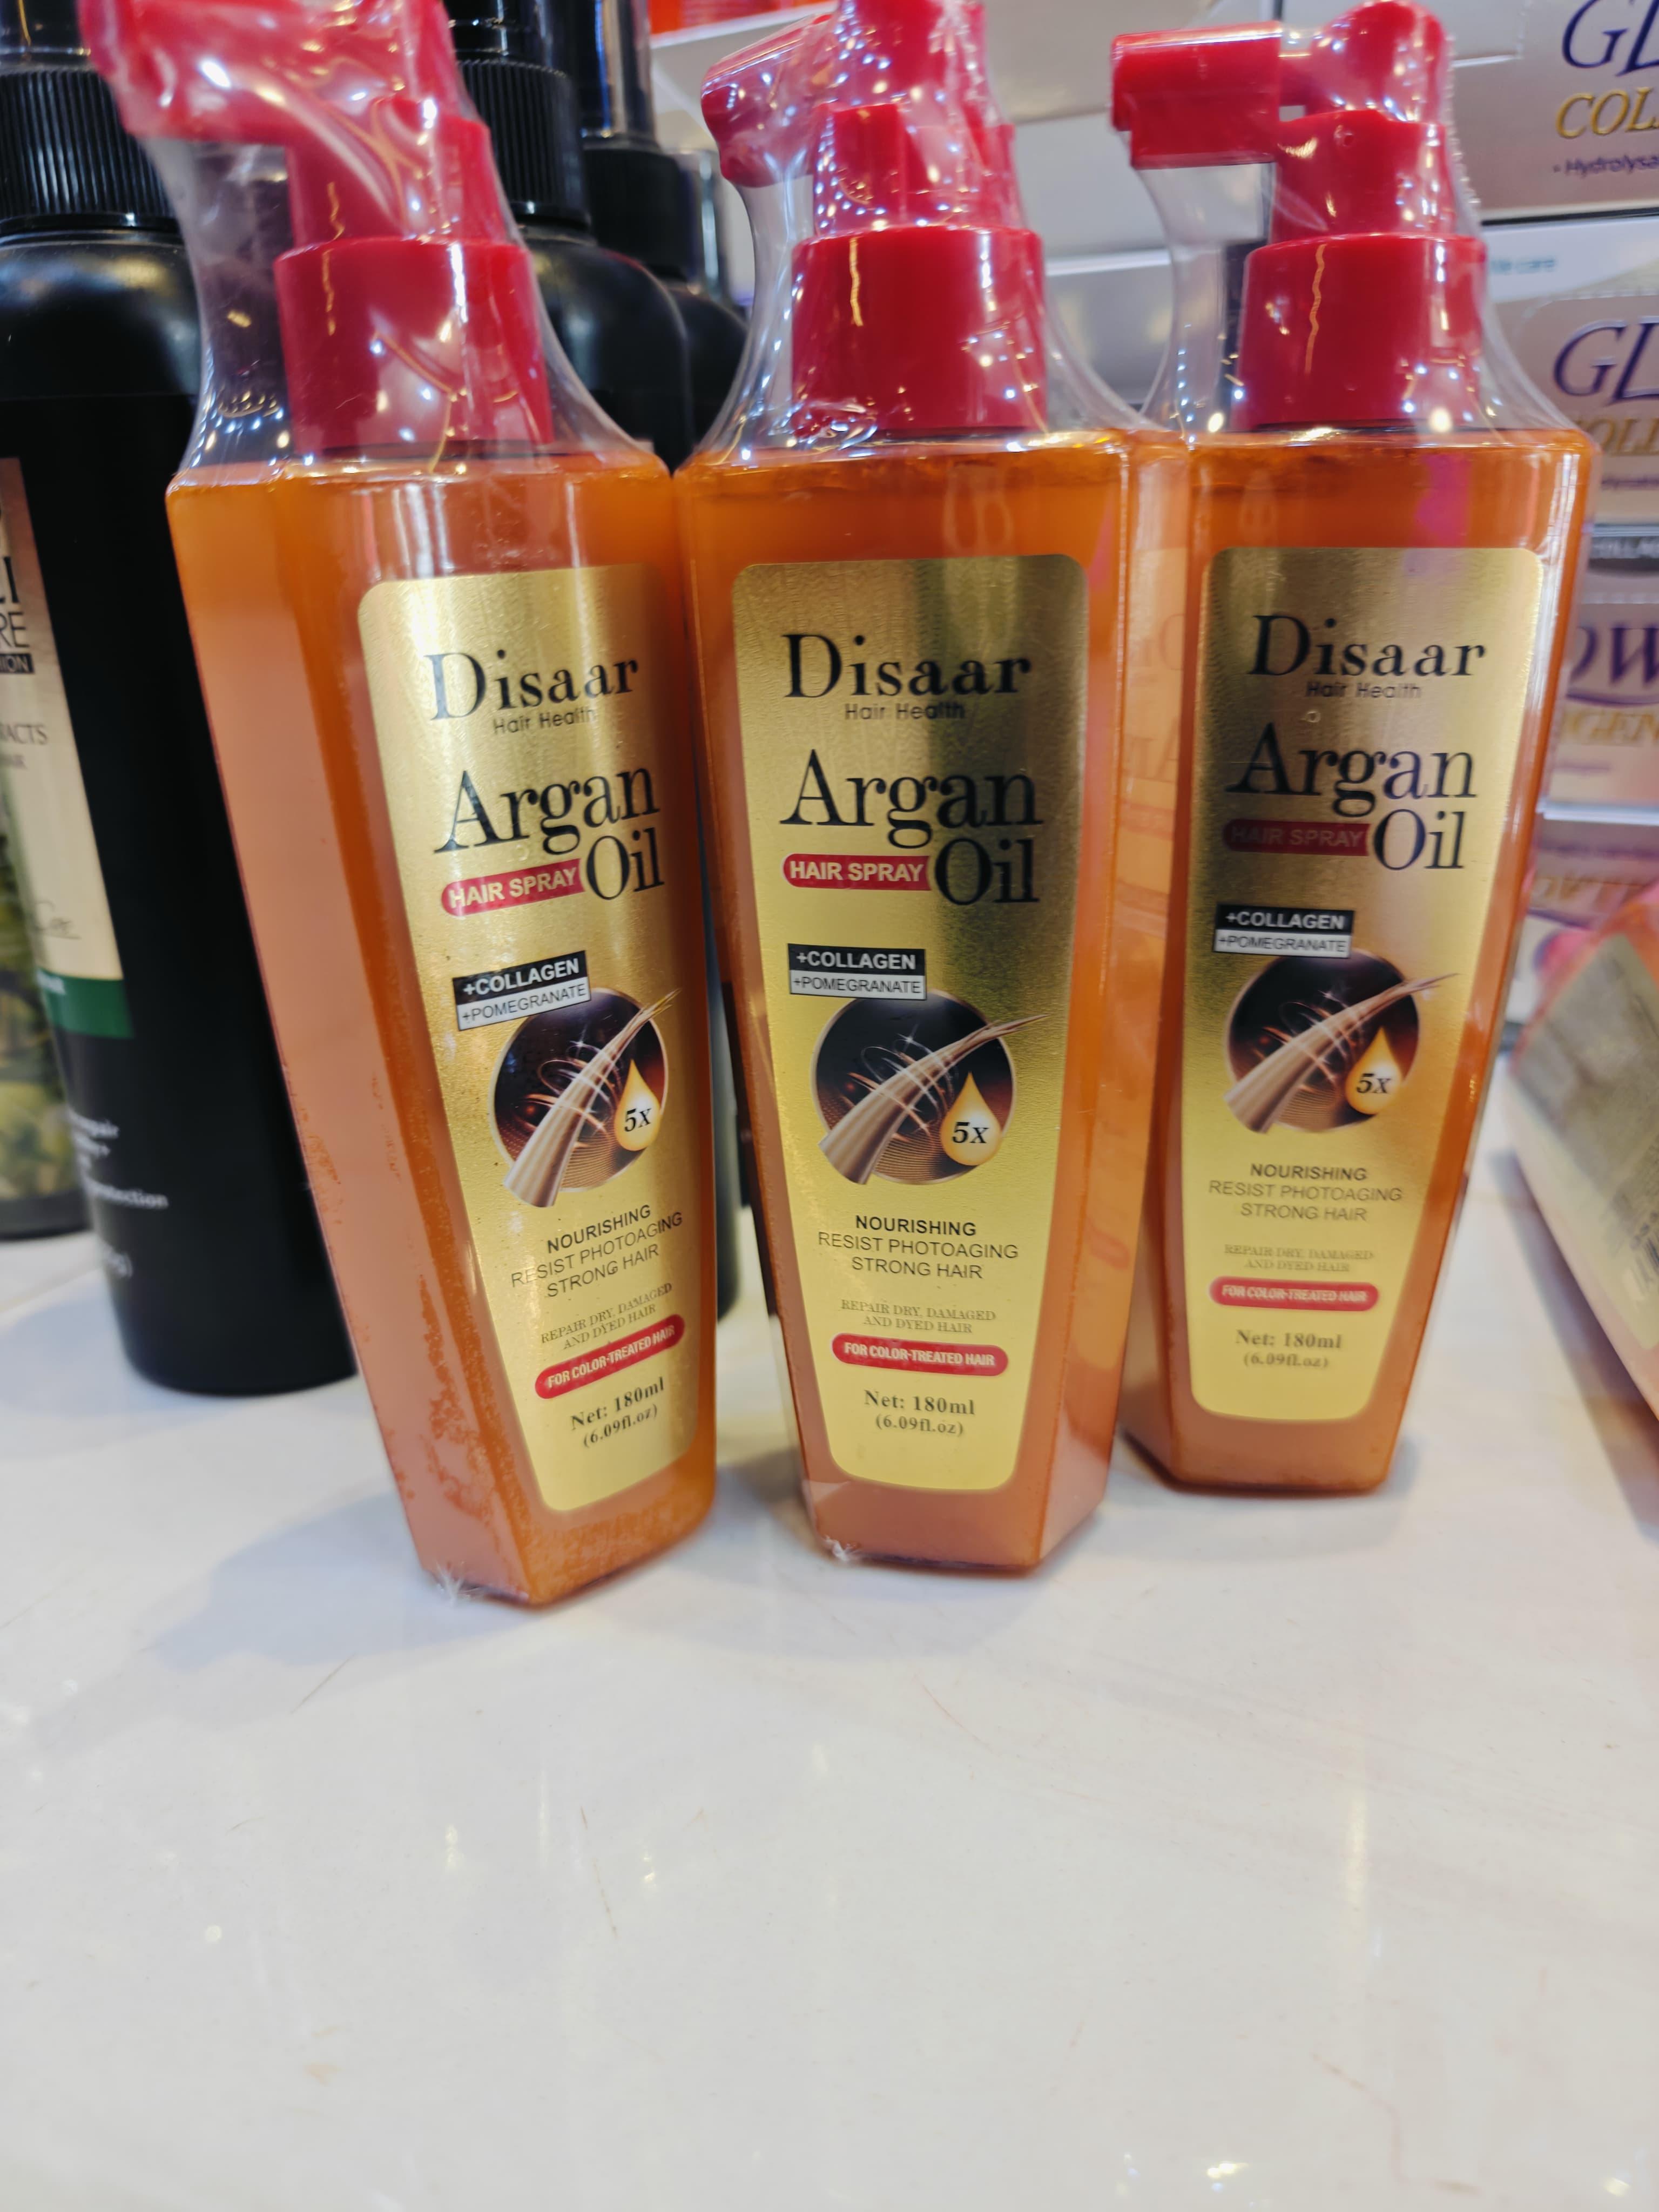 Disaar
Hair Health
Argan
HAIR SPRAY Oil
+COLLAGEN
+POMEGRANATE
5x
NOURISHING
RESIST PHOTOAGING
STRONG HAIR
REPAIR DRY, DAMAGED
AND DYED HAIR
FOR COLOR-TREATED HAIR
Net: 180ml
(6.09fl.oz)
Disaar
Hair Health
Argan
HAIR SPRAY Oil
+COLLAGEN
+POMEGRANATE
5x
NOURISHING
RESIST PHOTOAGING
STRONG HAIR
REPAIR DRY, DAMAGED
AND DYED HAIR
FOR COLOR-TREATED HAIR
Net: 180ml
(6.09fl.oz)
Disaar
Hair Health
Argan
HAIR SPRAY Oil
+COLLAGEN
+POMEGRANATE
5x
NOURISHING
RESIST PHOTOAGING
STRONG HAIR
REPAIR DRY, DAMAGED
AND DYED HAIR
FOR COLOR-TREATED HAIR
Net: 180ml
(6.09fl.oz)